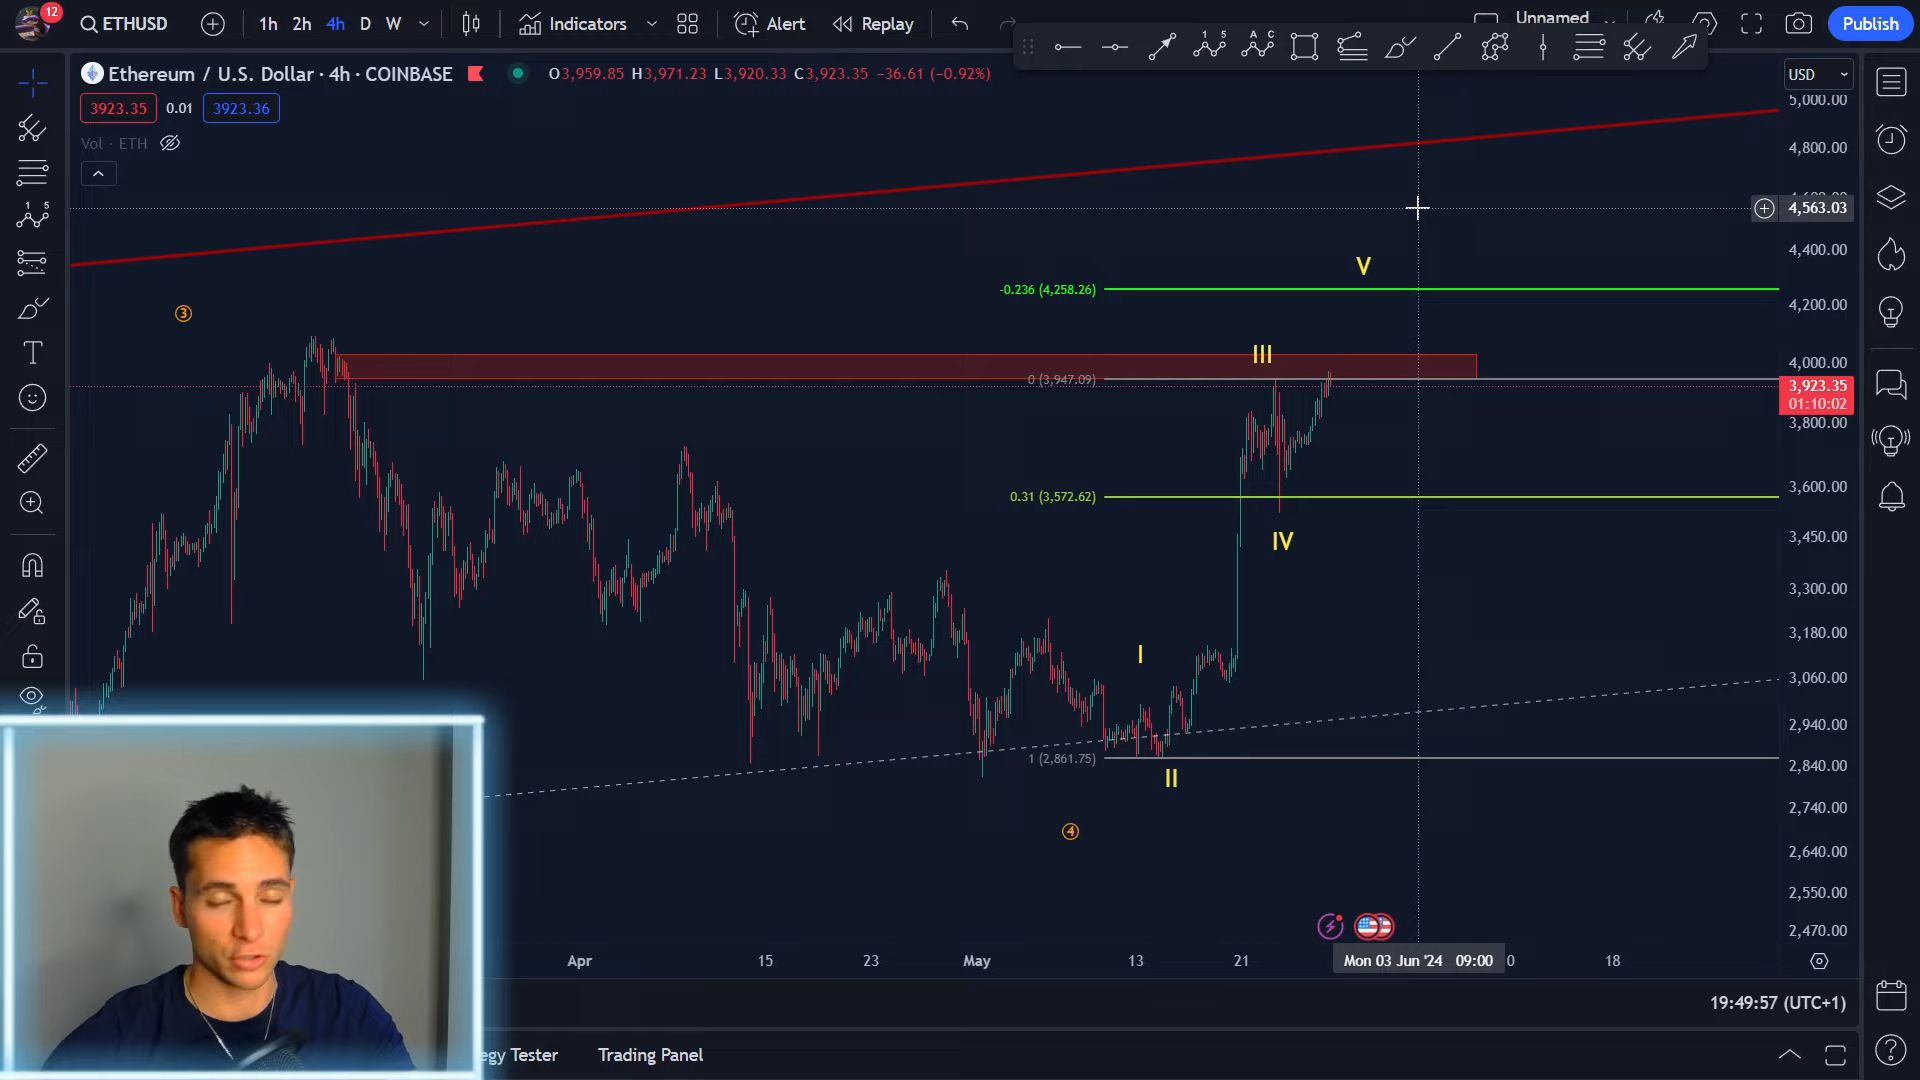 12
ETHUSD
1h 2h 4h D W
Indicators
Alert
Replay
Unnamed
Publish
1 5
A C
Ethereum / U.S. Dollar · 4h · COINBASE
O3,959.85 H3,971.23 L3,920.33 C3,923.35 −36.61 (−0.92%)
USD
3923.35 0.01 3923.36
Vol · ETH
5,000.00
4,800.00
4,563.03
4,400.00
4,200.00
4,000.00
3,923.35
01:10:02
3,800.00
3,600.00
3,450.00
3,300.00
3,180.00
3,060.00
2,940.00
2,840.00
2,740.00
2,640.00
2,550.00
2,470.00
1 5
3
V
-0.236 (4,258.26)
III
0 (3,947.09)
0.31 (3,572.62)
IV
I
1 (2,861.75)
II
4
Apr 15 23 May 13 21 Mon 03 Jun '24 09:00 0 18
19:49:57 (UTC+1)
egy Tester
Trading Panel